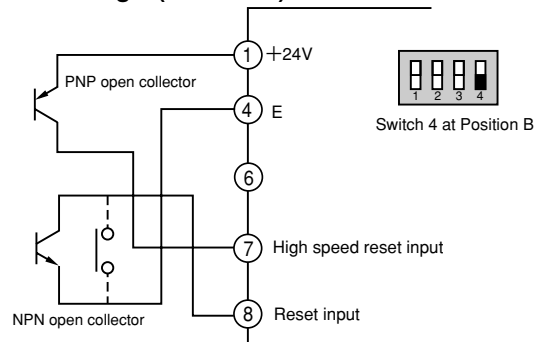 1 +24V
PNP open collector
4 E
1 2 3 4
Switch 4 at Position B
6
7 High speed reset input
8 Reset input
NPN open collector